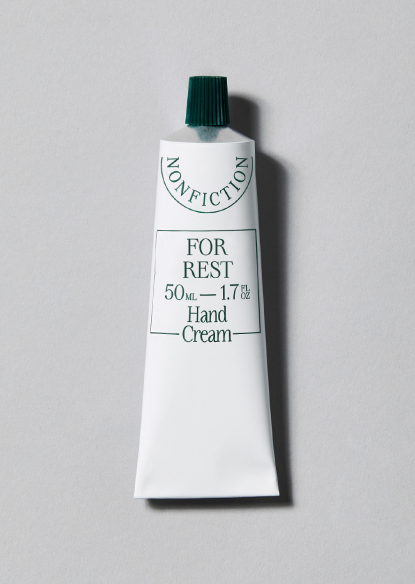 NONFICTION
FOR
REST
50ML — 1.7 FL OZ
Hand
Cream